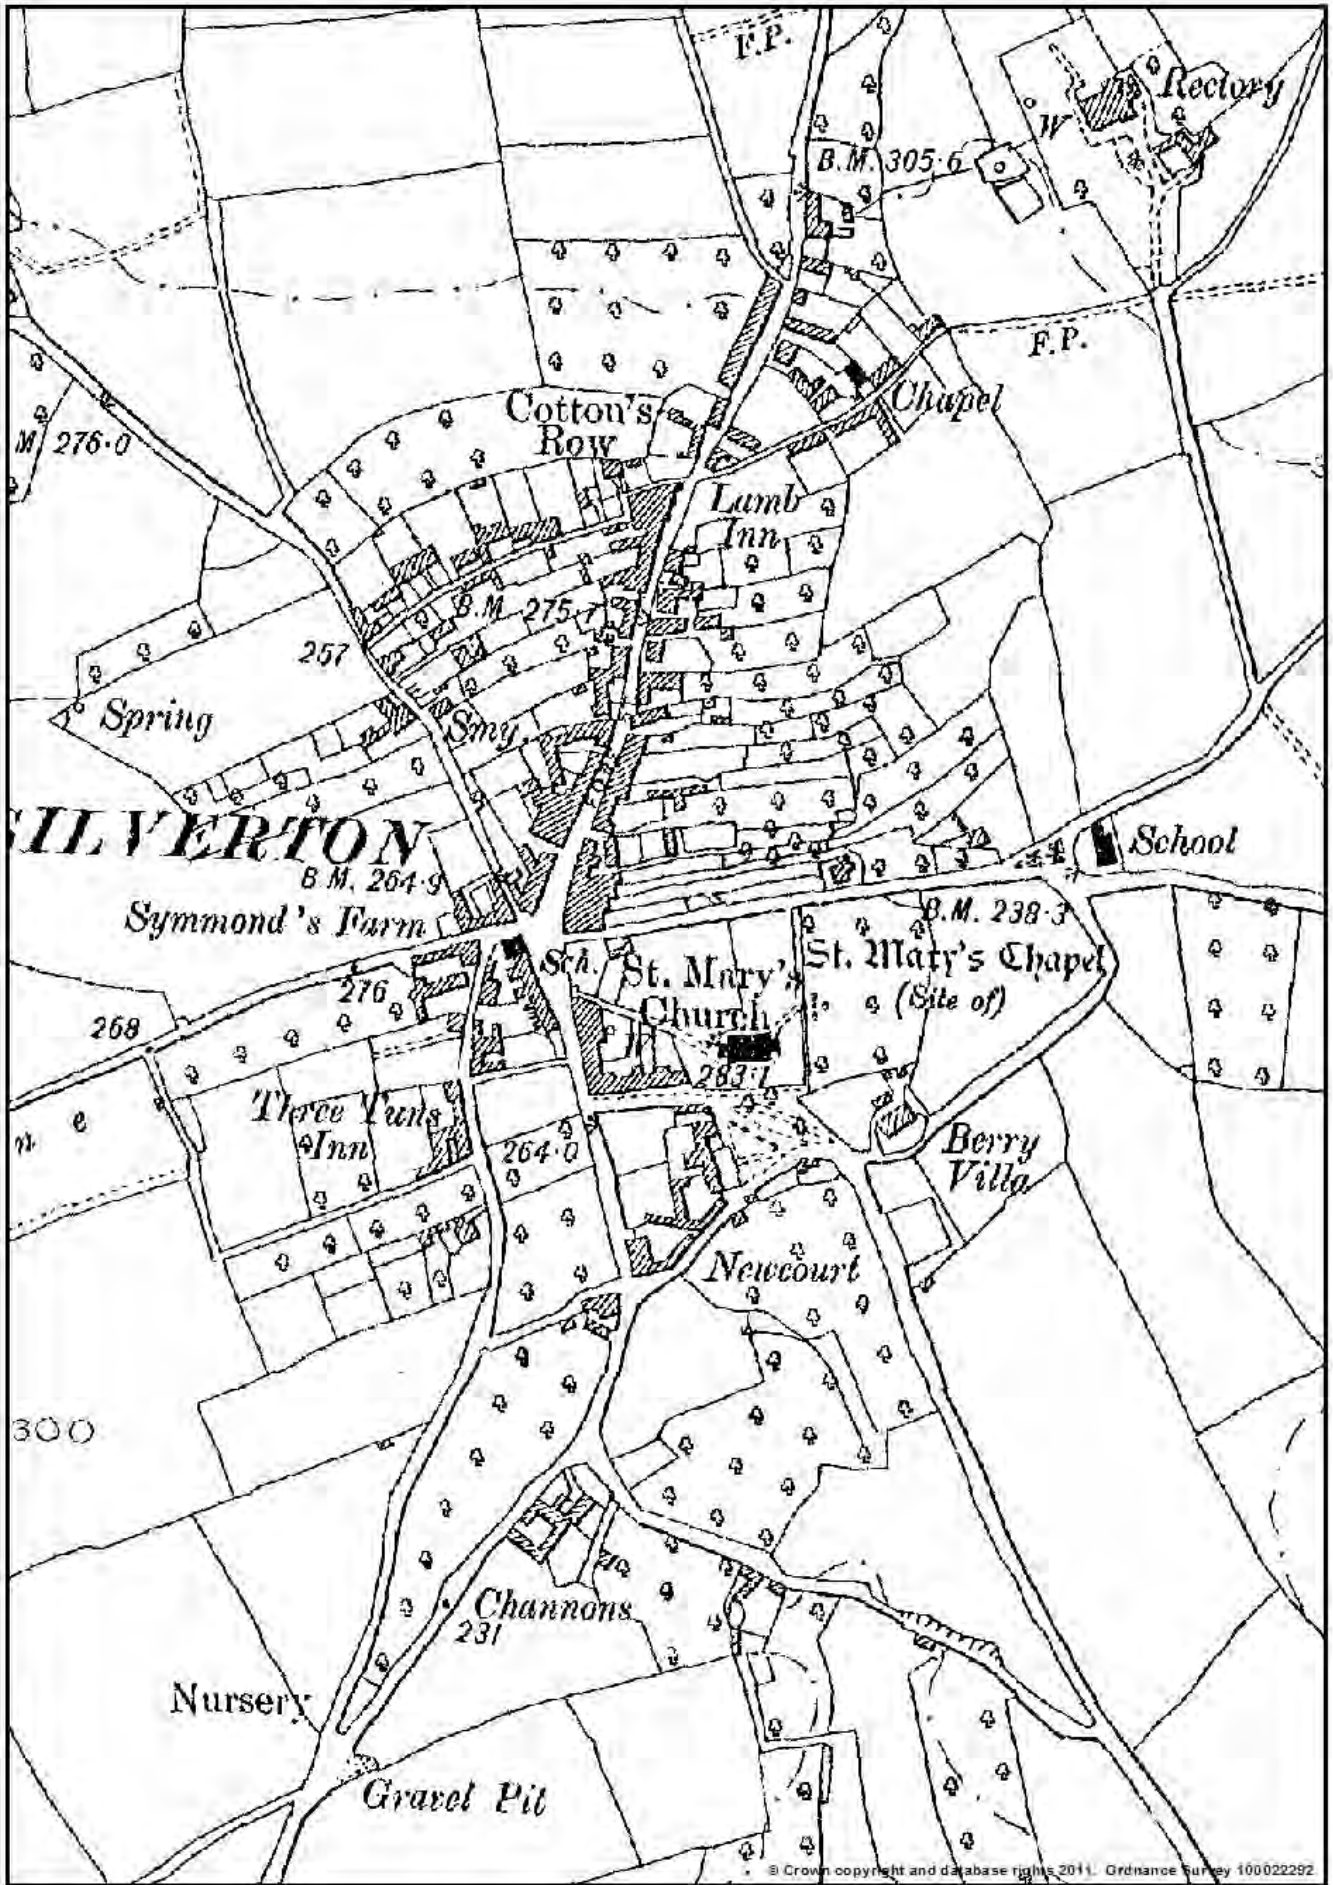 F.P.
Rectory
W
B.M. 305·6
F.P.
Chapel
Cotton's
Row
M 276·0
Lamb
Inn
B.M. 275·7
257
Spring
Smy.
SILVERTON
School
B.M. 264·9
Symmond's Farm
B.M. 238·3
Sch.
St. Mary's
Church
St. Mary's Chapel
(Site of)
276
268
283·1
n e
Three Tuns
Inn
264·0
Berry
Villa
Newcourt
300
Channons
231
Nursery
Gravel Pit
© Crown copyright and database rights 2011. Ordnance Survey 100022292